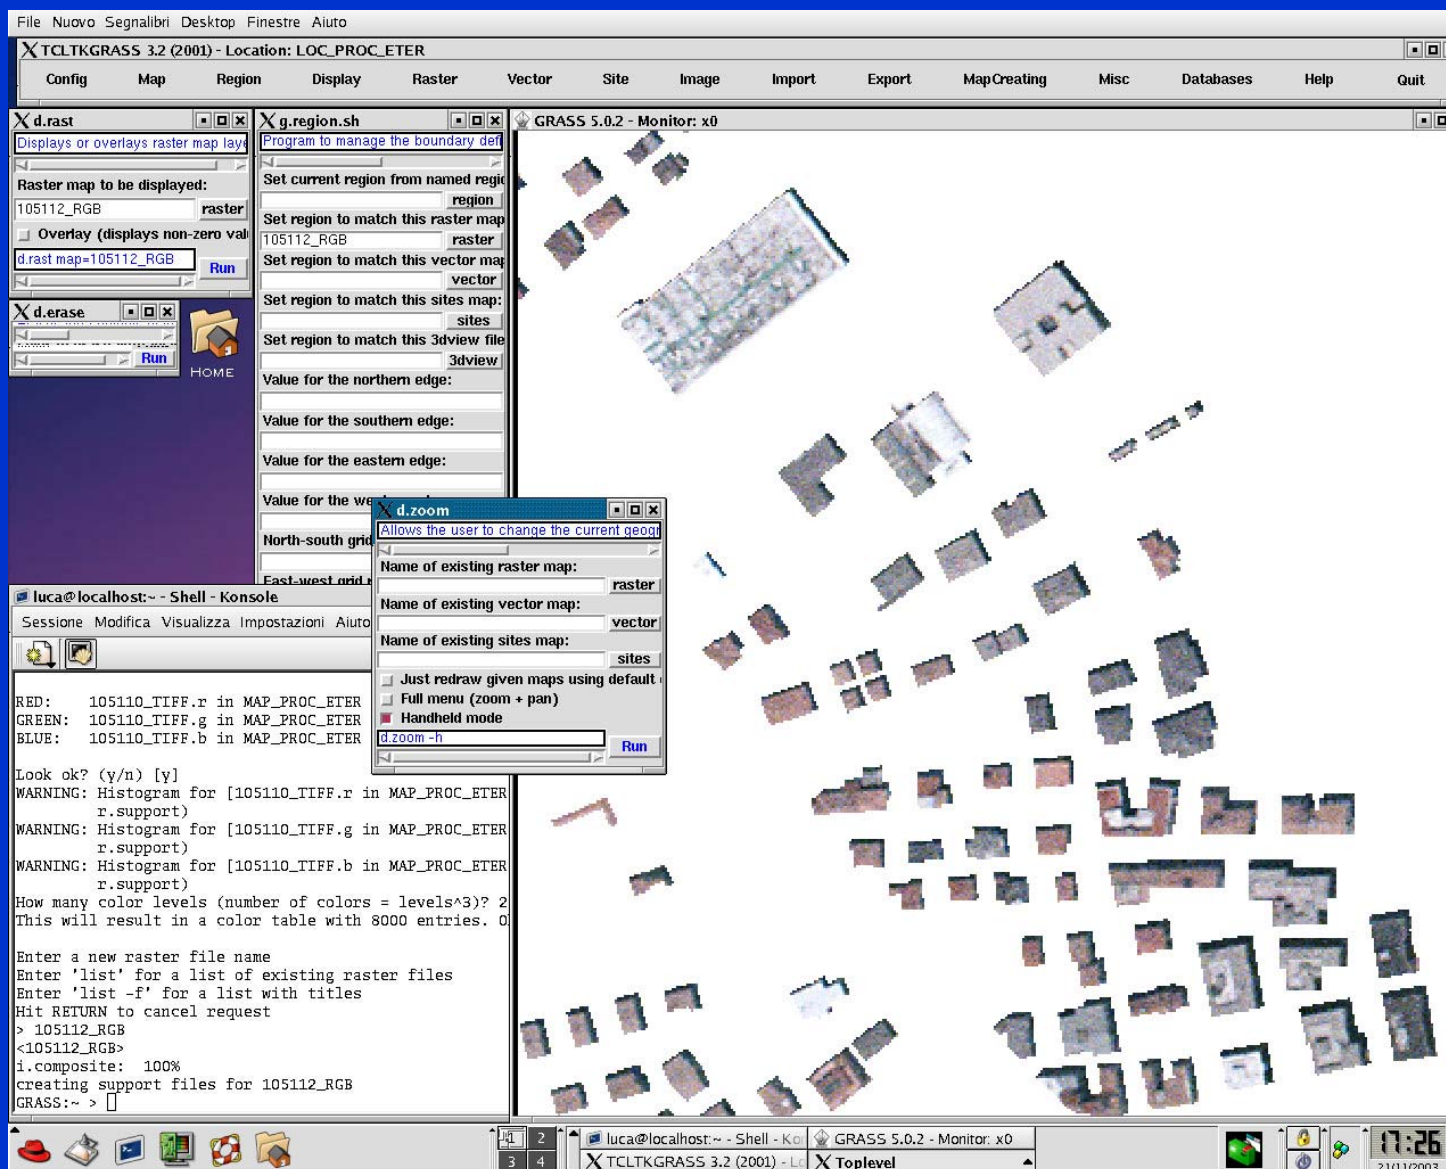 File Nuovo Segnalibri Desktop Finestre Aiuto
TCLTKGRASS 3.2 (2001) - Location: LOC_PROC_ETER
Config Map Region Display Raster Vector Site Image Import Export MapCreating Misc Databases Help Quit
d.rast
Displays or overlays raster map laye
Raster map to be displayed:
105112_RGB raster
Overlay (displays non-zero val
d.rast map=105112_RGB Run
d.erase
Run
HOME
g.region.sh
Program to manage the boundary defi
Set current region from named regi
region
Set region to match this raster map
105112_RGB raster
Set region to match this vector map
vector
Set region to match this sites map:
sites
Set region to match this 3dview file
3dview
Value for the northern edge:
Value for the southern edge:
Value for the eastern edge:
Value for the we
North-south grid
East-west grid
GRASS 5.0.2 - Monitor: x0
d.zoom
Allows the user to change the current geogr
Name of existing raster map:
raster
Name of existing vector map:
vector
Name of existing sites map:
sites
Just redraw given maps using default
Full menu (zoom + pan)
Handheld mode
d.zoom -h Run
luca@localhost:~ - Shell - Konsole
Sessione Modifica Visualizza Impostazioni Aiuto
RED: 105110_TIFF.r in MAP_PROC_ETER
GREEN: 105110_TIFF.g in MAP_PROC_ETER
BLUE: 105110_TIFF.b in MAP_PROC_ETER
Look ok? (y/n) [y]
WARNING: Histogram for [105110_TIFF.r in MAP_PROC_ETER
r.support)
WARNING: Histogram for [105110_TIFF.g in MAP_PROC_ETER
r.support)
WARNING: Histogram for [105110_TIFF.b in MAP_PROC_ETER
r.support)
How many color levels (number of colors = levels^3)? 2
This will result in a color table with 8000 entries. O
Enter a new raster file name
Enter 'list' for a list of existing raster files
Enter 'list -f' for a list with titles
Hit RETURN to cancel request
> 105112_RGB
<105112_RGB>
i.composite: 100%
creating support files for 105112_RGB
GRASS:~ >
1 2
3 4
luca@localhost:~ - Shell - Ko
GRASS 5.0.2 - Monitor: x0
TCLTKGRASS 3.2 (2001) - Lo
Toplevel
17:26
21/11/2003